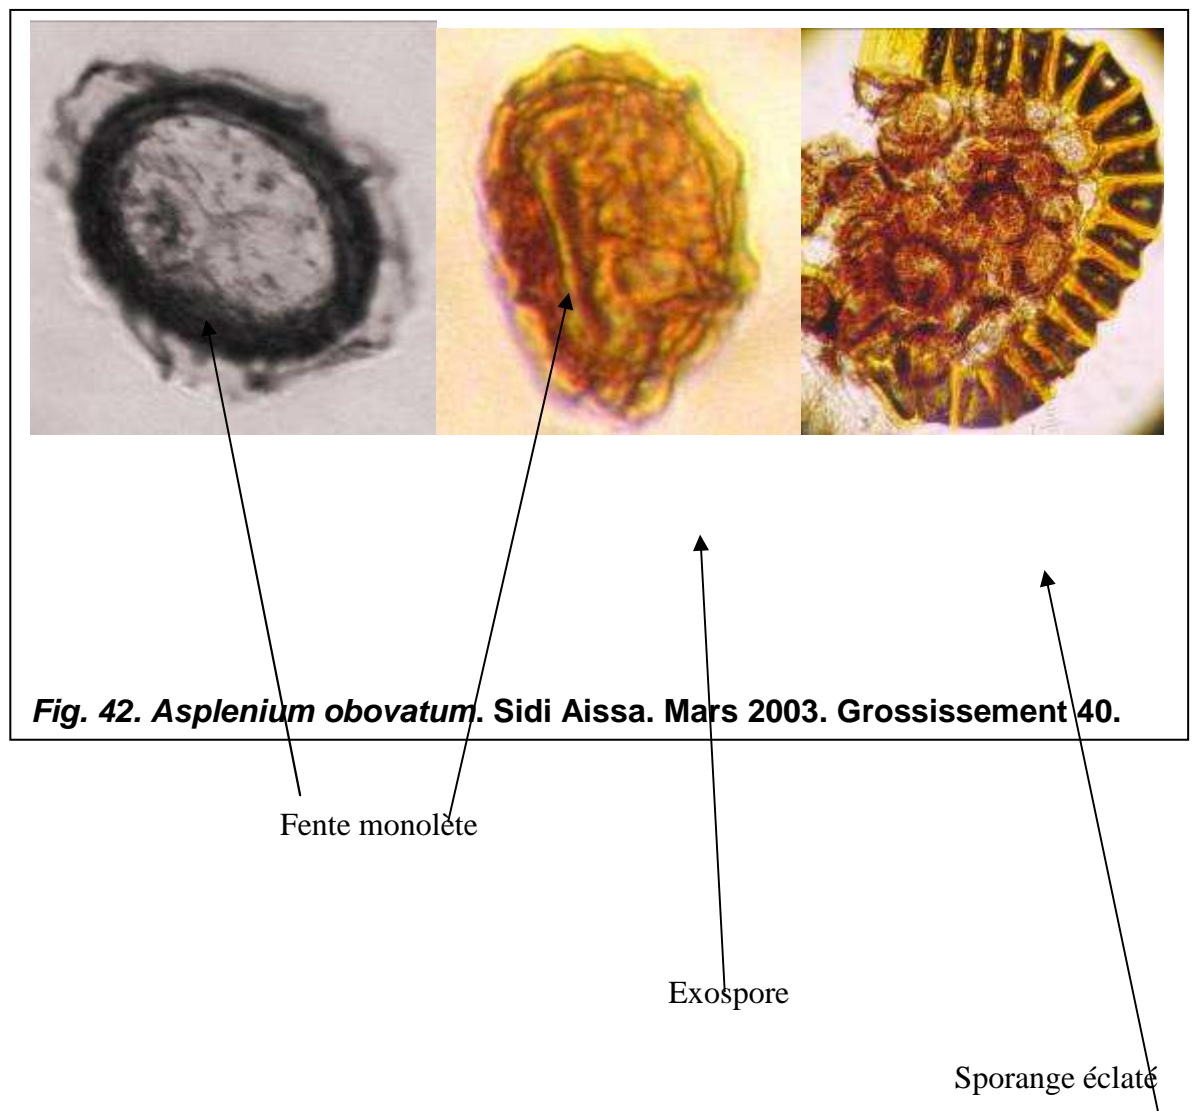 Fig. 42. Asplenium obovatum. Sidi Aissa. Mars 2003. Grossissement 40.
Fente monolète
Exospore
Sporange éclaté